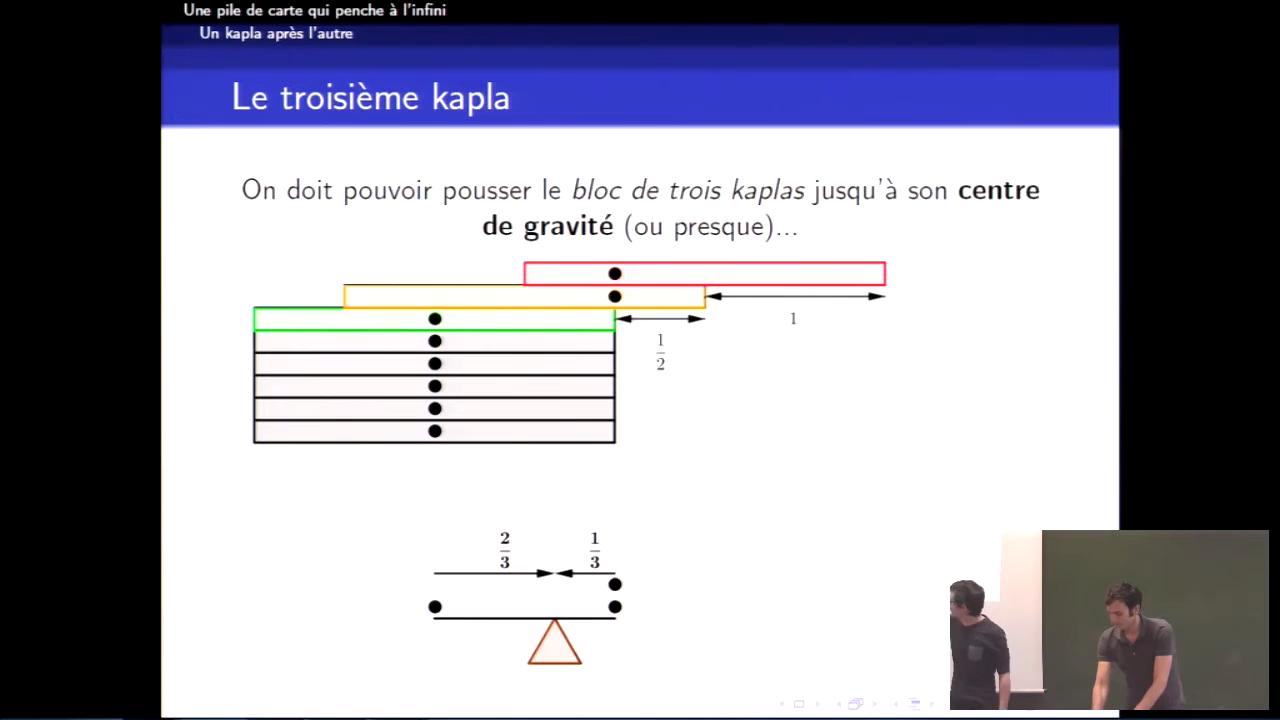 Une pile de carte qui penche à l'infini
Un kapla après l'autre
Le troisième kapla
On doit pouvoir pousser le bloc de trois kaplas jusqu'à son centre
de gravité (ou presque)...
1
1
2
2
3
1
3